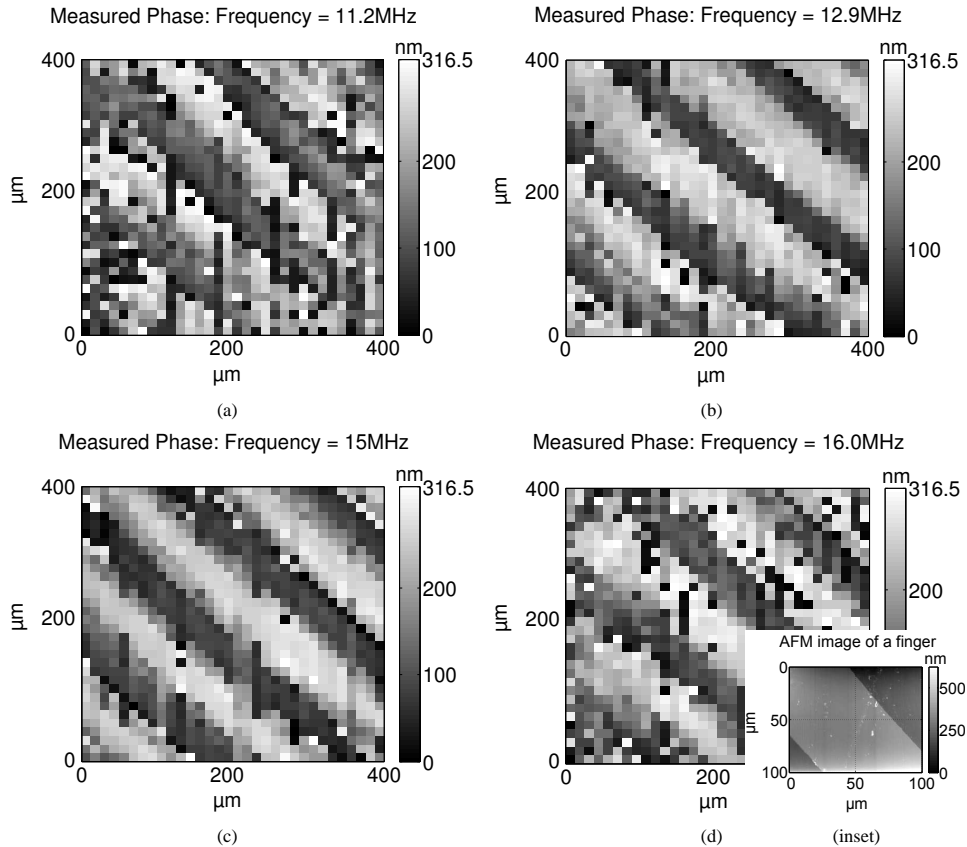 Measured Phase: Frequency = 11.2MHz
nm
400
316.5
200
200
µm
100
0
0
0
200
400
µm
(a)
Measured Phase: Frequency = 12.9MHz
nm
400
316.5
200
200
µm
100
0
0
0
200
400
µm
(b)
Measured Phase: Frequency = 15MHz
nm
400
316.5
200
200
µm
100
0
0
0
200
400
µm
(c)
Measured Phase: Frequency = 16.0MHz
nm
400
316.5
200
200
µm
0
0
200
µm
(d)
AFM image of a finger
nm
0
500
µm
50
250
100
0
0
50
100
µm
(inset)